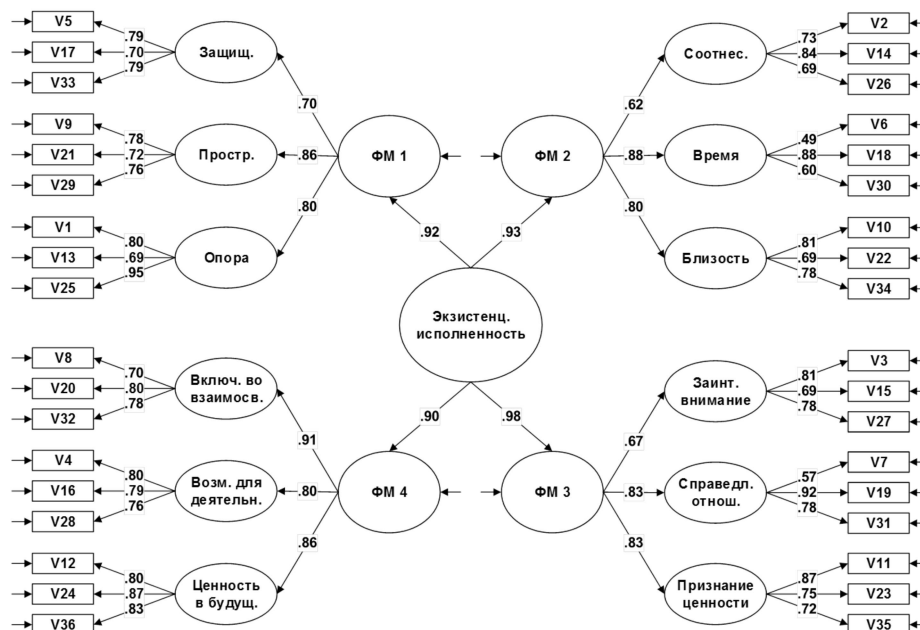 V5
.79
V17
.70
V33
.79
Защищ.
V9
.78
V21
.72
V29
.76
Простр.
V1
.80
V13
.69
V25
.95
Опора
.70
.86
.80
ФМ 1
ФМ 2
.62
.88
.80
Соотнес.
.73
V2
.84
V14
.69
V26
Время
.49
V6
.88
V18
.60
V30
Близость
.81
V10
.69
V22
.78
V34
.92
.93
Экзистенц.
исполненность
.90
.98
V8
.70
V20
.80
V32
.78
Включ. во
взаимосв.
V4
.80
V16
.79
V28
.76
Возм. для
деятельн.
V12
.80
V24
.87
V36
.83
Ценность
в будущ.
.91
.80
.86
ФМ 4
ФМ 3
.67
.83
.83
Заинт.
внимание
.81
V3
.69
V15
.78
V27
Справедл.
отнош.
.57
V7
.92
V19
.78
V31
Признание
ценности
.87
V11
.75
V23
.72
V35